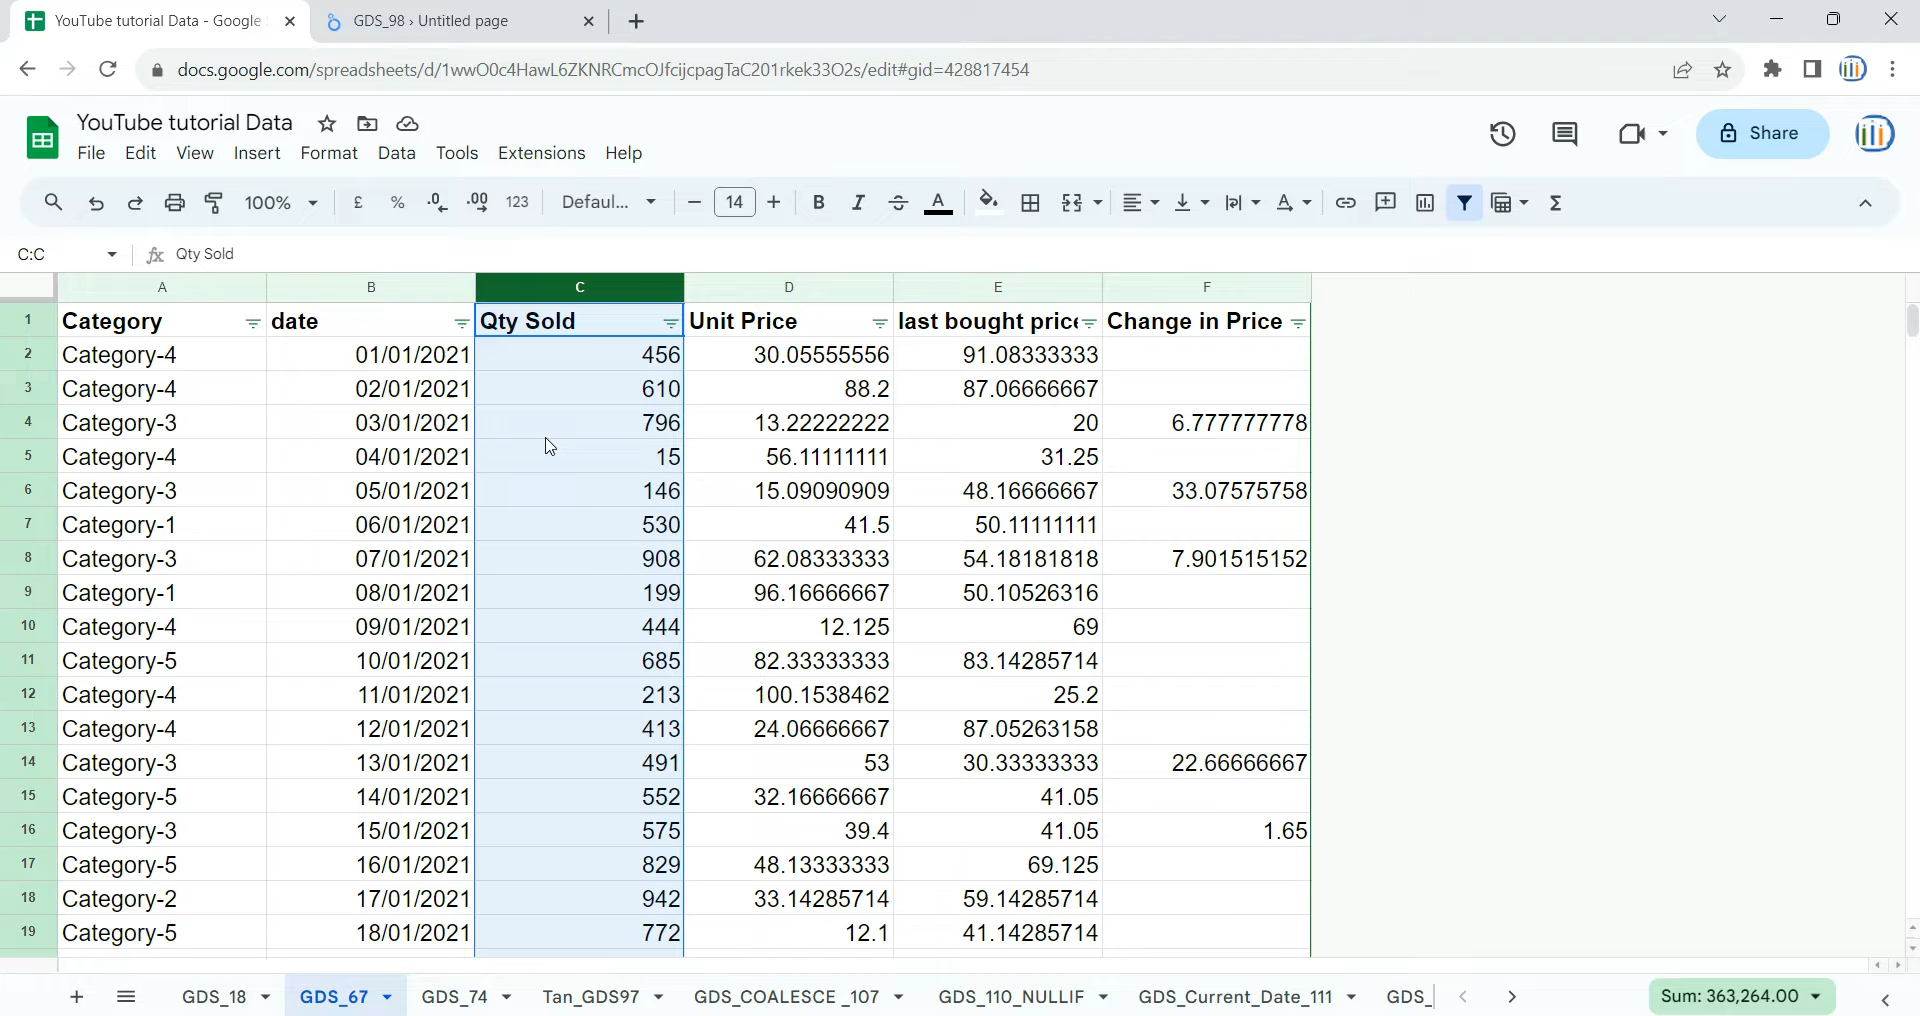 YouTube tutorial Data - Google
GDS_98 › Untitled page
docs.google.com/spreadsheets/d/1wwO0c4HawL6ZKNRCmcOJfcijcpagTaC201rkek33O2s/edit#gid=428817454
YouTube tutorial Data
File Edit View Insert Format Data Tools Extensions Help
Share
100% £ % .0 .00 123 Defaul... 14 B I A Σ
C:C fx Qty Sold
A B C D E F
1 Category date Qty Sold Unit Price last bought price Change in Price
2 Category-4 01/01/2021 456 30.05555556 91.08333333
3 Category-4 02/01/2021 610 88.2 87.06666667
4 Category-3 03/01/2021 796 13.22222222 20 6.777777778
5 Category-4 04/01/2021 15 56.11111111 31.25
6 Category-3 05/01/2021 146 15.09090909 48.16666667 33.07575758
7 Category-1 06/01/2021 530 41.5 50.11111111
8 Category-3 07/01/2021 908 62.08333333 54.18181818 7.901515152
9 Category-1 08/01/2021 199 96.16666667 50.10526316
10 Category-4 09/01/2021 444 12.125 69
11 Category-5 10/01/2021 685 82.33333333 83.14285714
12 Category-4 11/01/2021 213 100.1538462 25.2
13 Category-4 12/01/2021 413 24.06666667 87.05263158
14 Category-3 13/01/2021 491 53 30.33333333 22.66666667
15 Category-5 14/01/2021 552 32.16666667 41.05
16 Category-3 15/01/2021 575 39.4 41.05 1.65
17 Category-5 16/01/2021 829 48.13333333 69.125
18 Category-2 17/01/2021 942 33.14285714 59.14285714
19 Category-5 18/01/2021 772 12.1 41.14285714
GDS_18 GDS_67 GDS_74 Tan_GDS97 GDS_COALESCE _107 GDS_110_NULLIF GDS_Current_Date_111 GDS_ Sum: 363,264.00